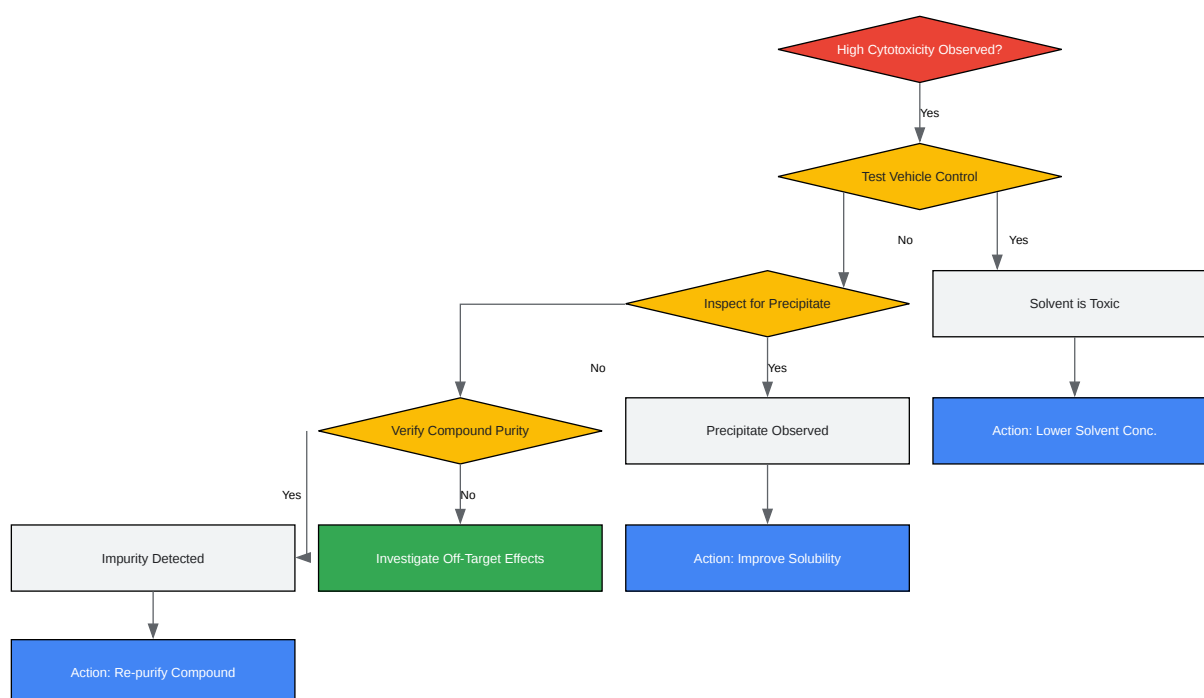 High Cytotoxicity Observed?
Yes
Test Vehicle Control
No
Yes
Inspect for Precipitate
Solvent is Toxic
No
Yes
Verify Compound Purity
Precipitate Observed
Action: Lower Solvent Conc.
Yes
No
Impurity Detected
Investigate Off-Target Effects
Action: Improve Solubility
Action: Re-purify Compound